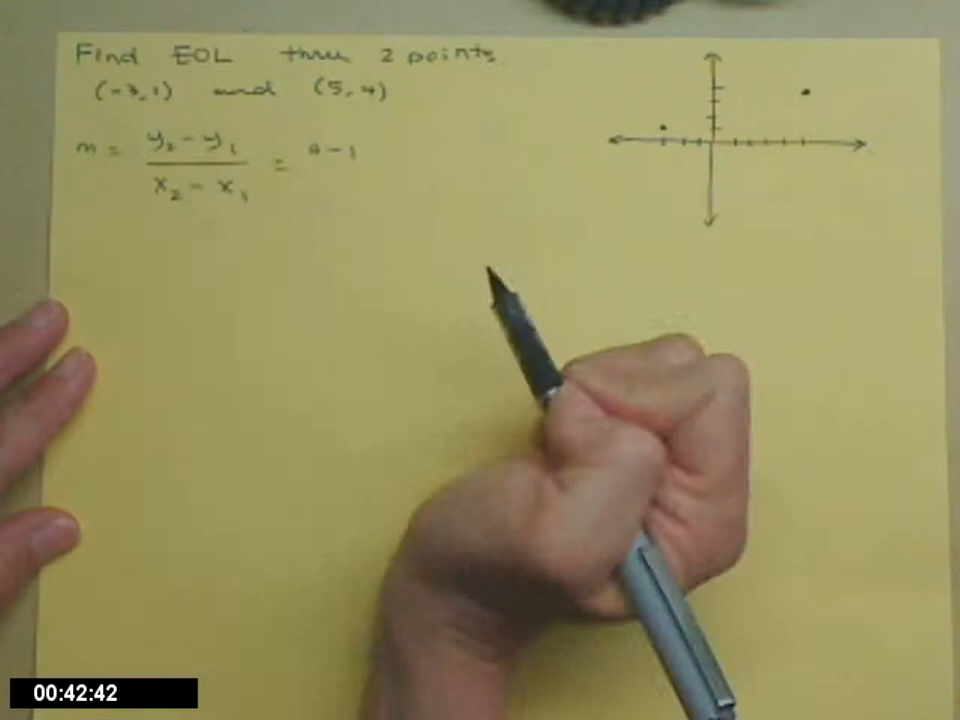 Find EOL thru 2 points.
(-3,1) and (5,4)
m = y₂ - y₁ / x₂ - x₁ = 4 - 1
00:42:42